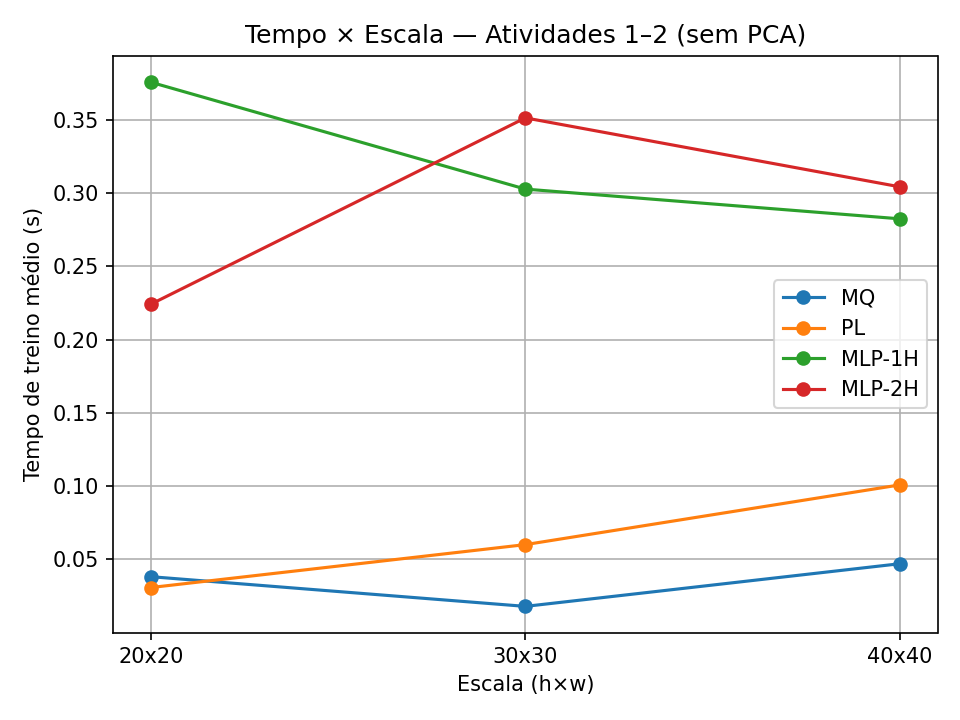 Tempo × Escala — Atividades 1–2 (sem PCA)
Tempo de treino médio (s)
0.35
0.30
0.25
0.20
0.15
0.10
0.05
MQ
PL
MLP-1H
MLP-2H
20x20
30x30
40x40
Escala (h×w)